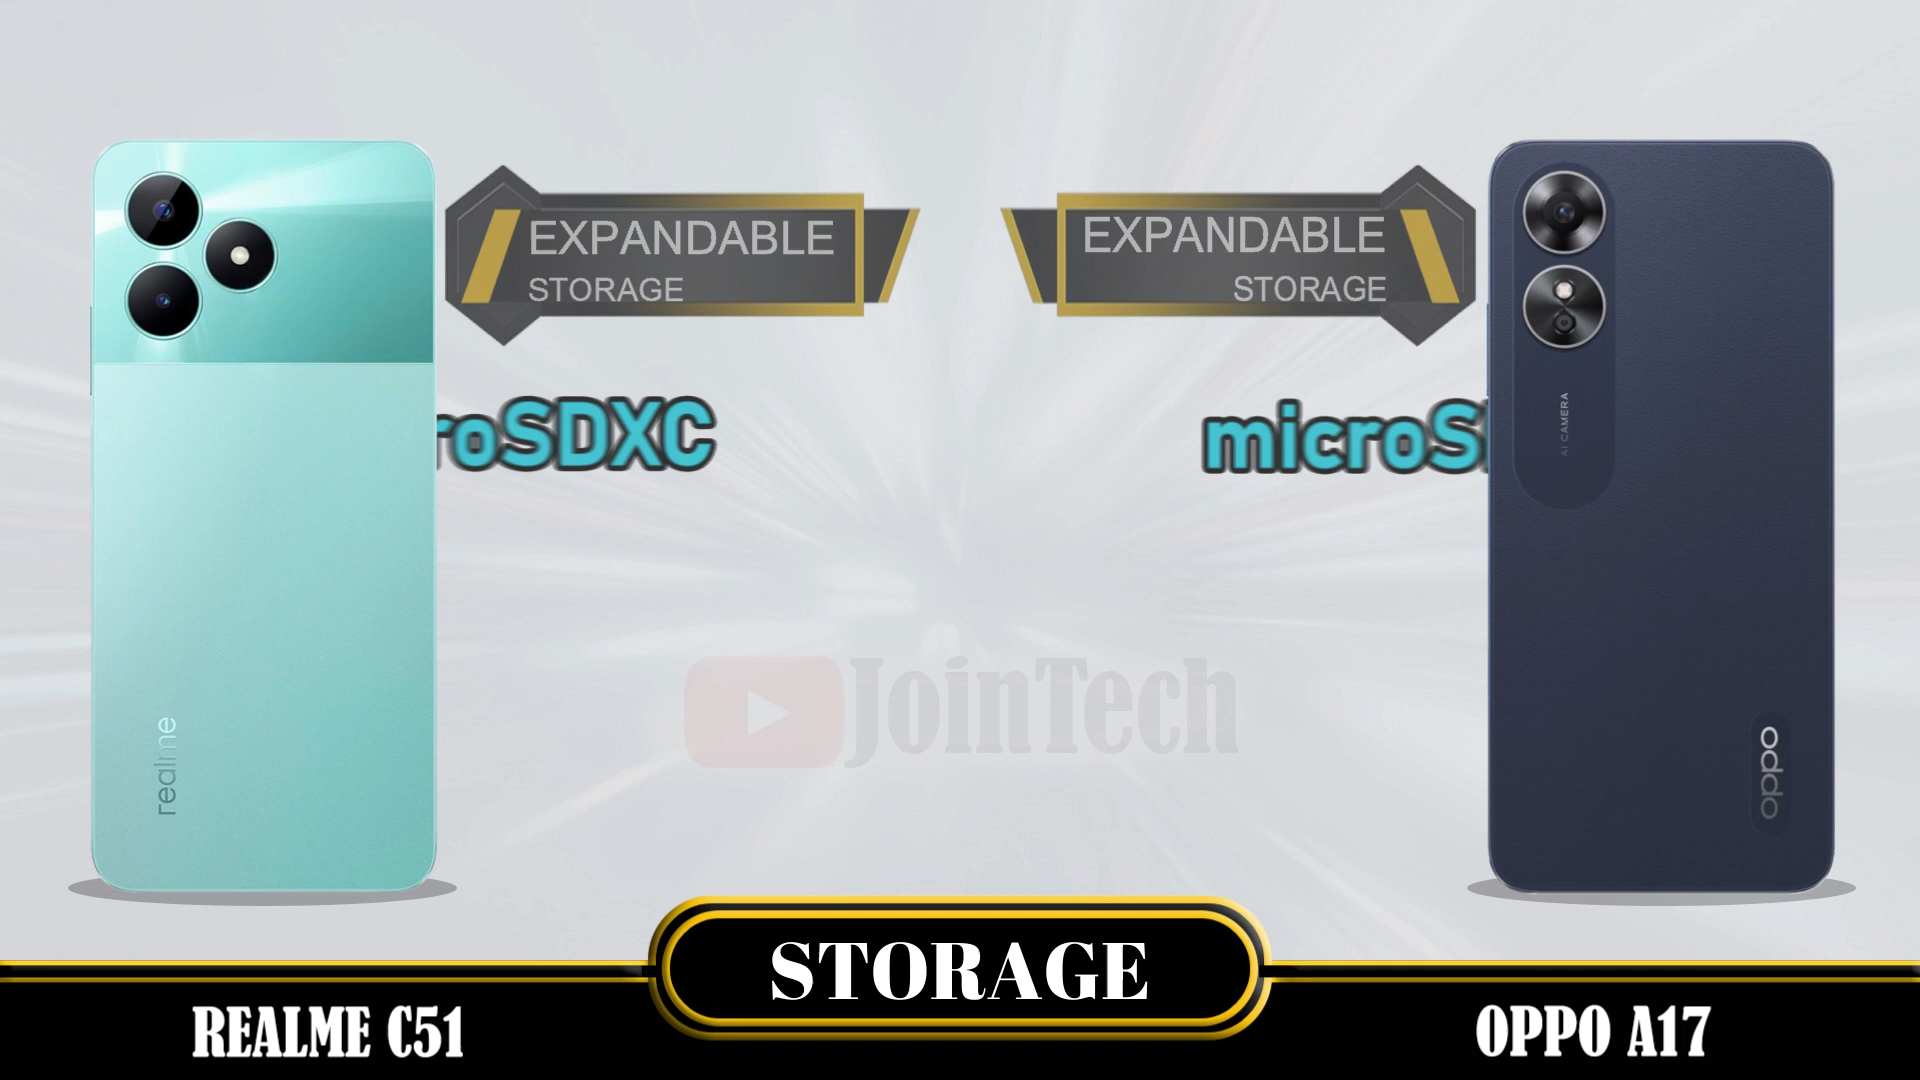 EXPANDABLE
STORAGE
EXPANDABLE
STORAGE
roSDXC
microS
AI CAMERA
realme
oppo
JoinTech
STORAGE
REALME C51
OPPO A17